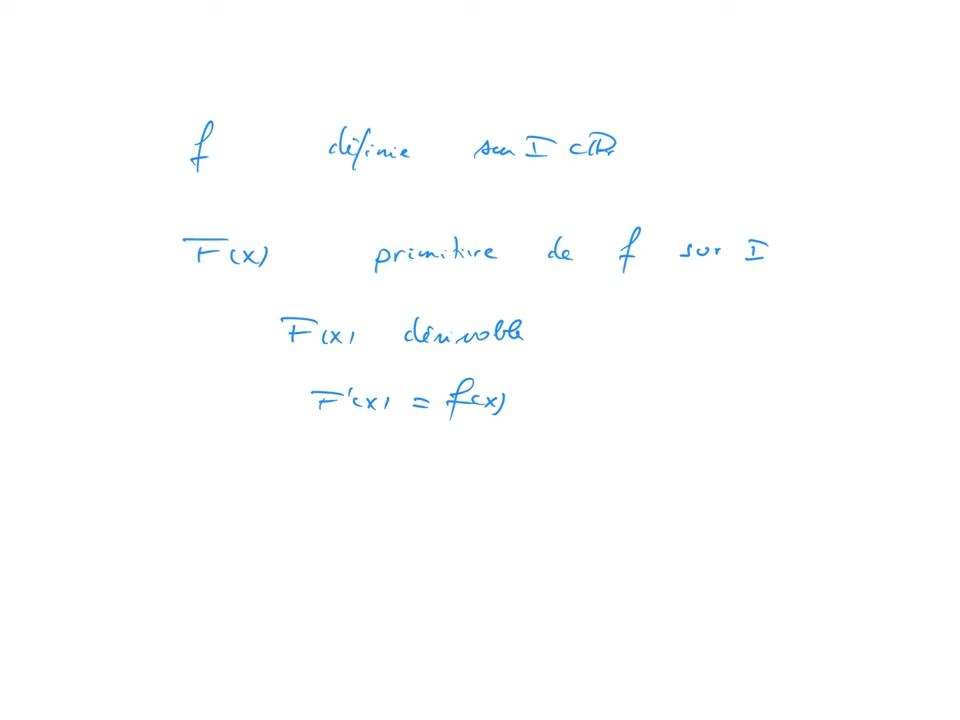 f définie sur I ⊂ ℝ
F(x) primitive de f sur I
F(x) dérivable
F'(x) = f(x)